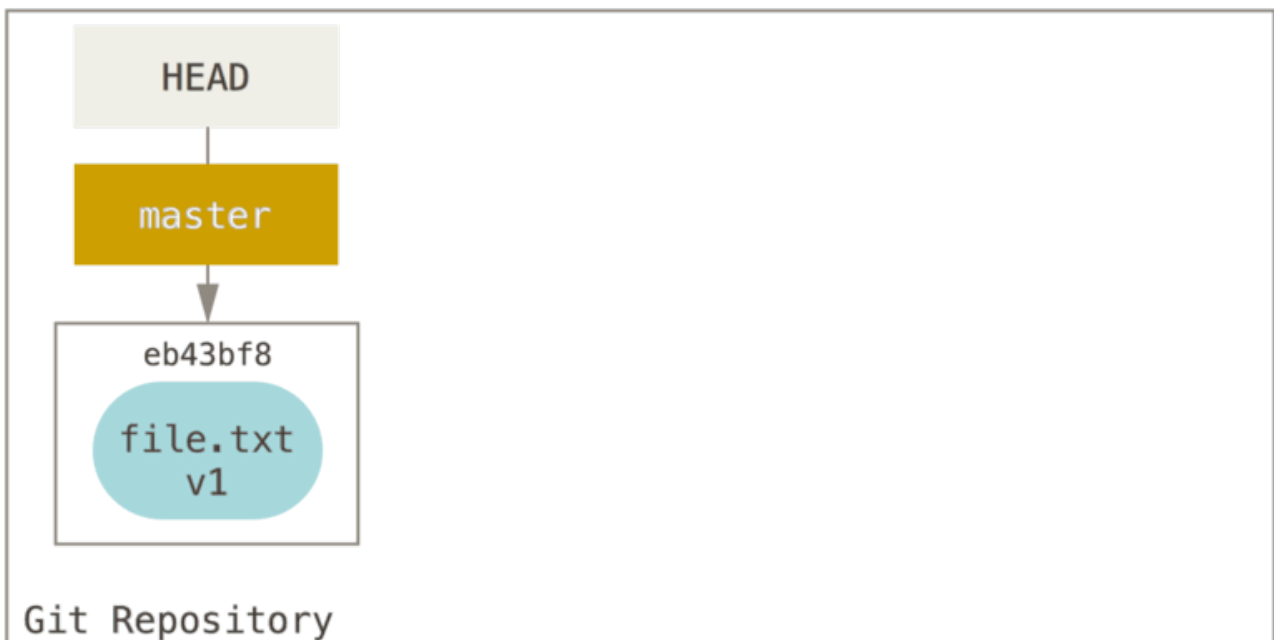 HEAD
master
eb43bf8
file.txt
v1
Git Repository